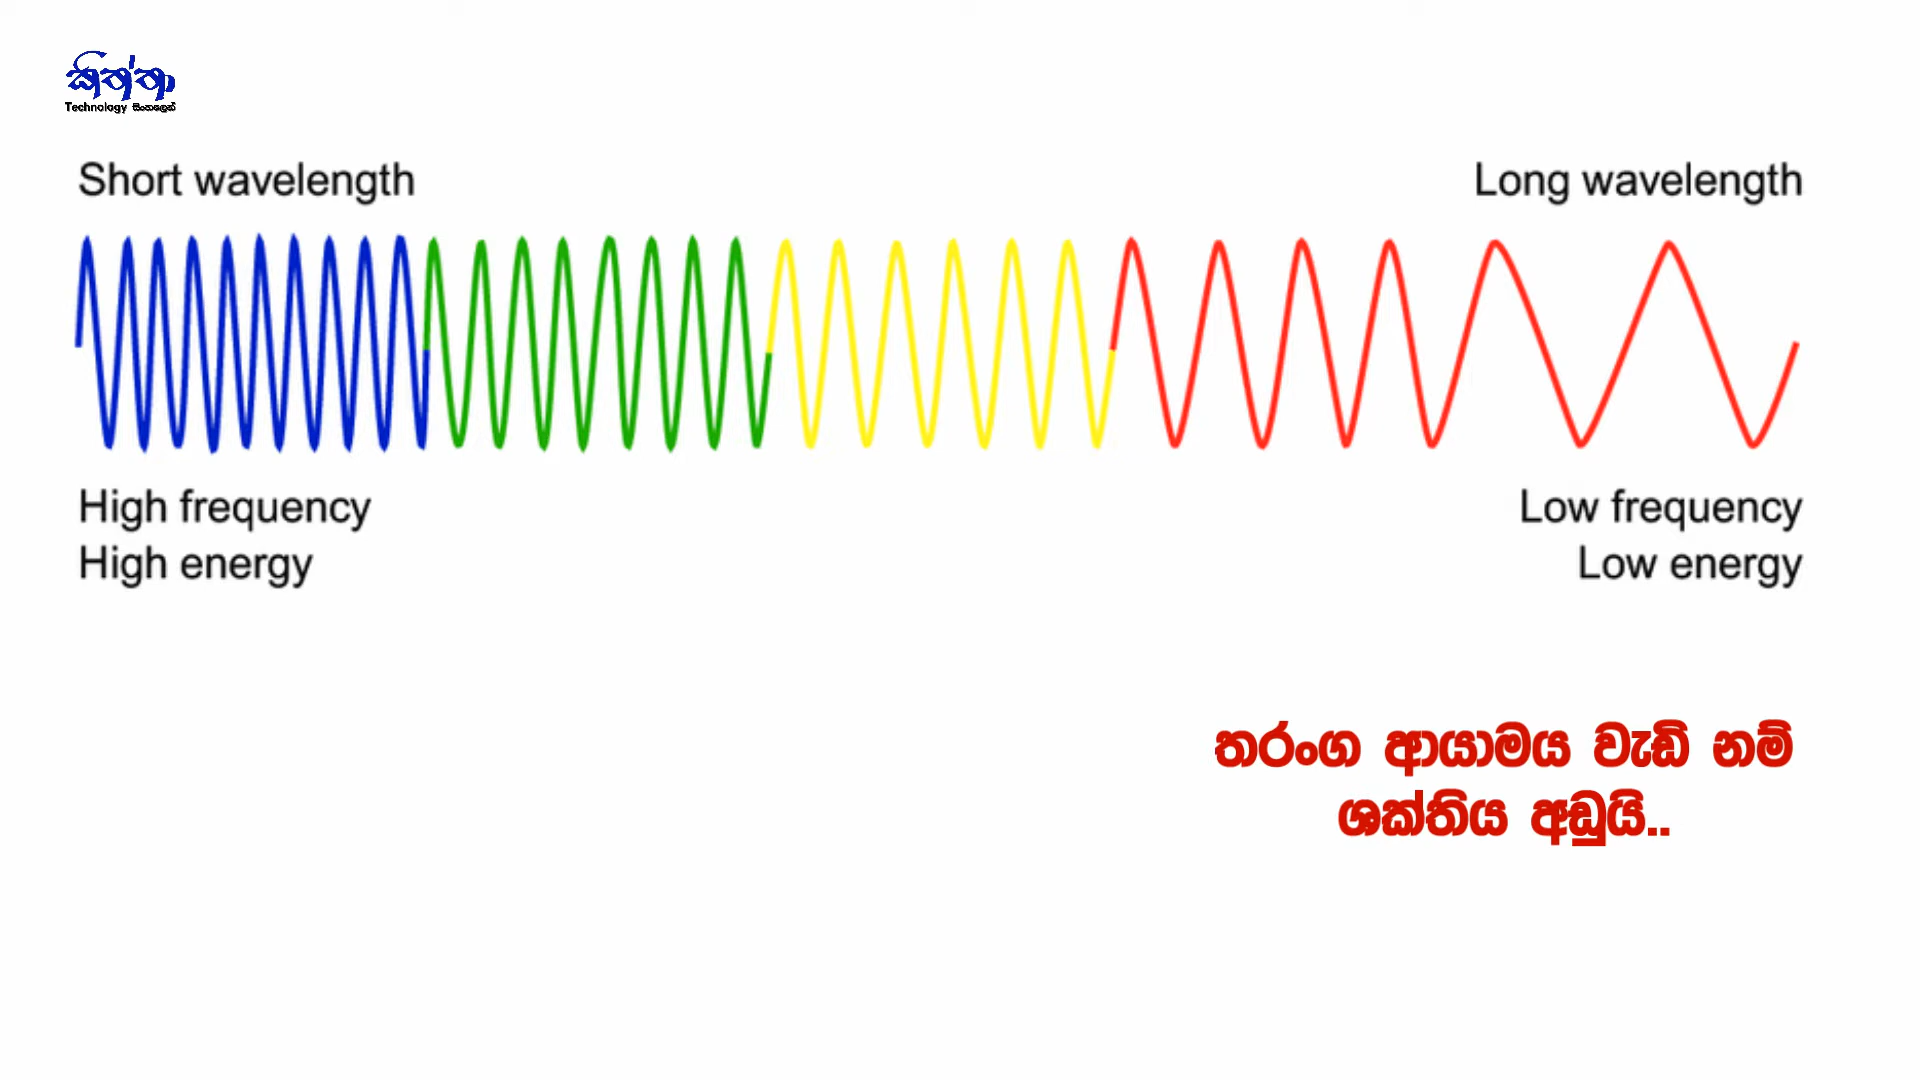 කිත්තා
Technology සිංහලෙන්
Short wavelength
Long wavelength
High frequency
High energy
Low frequency
Low energy
තරංග ආයාමය වැඩි නම්
ශක්තිය අඩුයි..